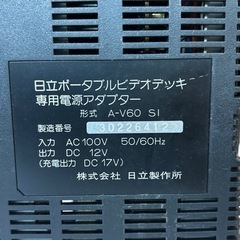 日立ポータブルビデオデッキ
専用電源アダプター
形式 A-V60 SI
製造番号 30226412
入力 AC100V 50/60Hz
出力 DC 12V
(充電出力 DC 17V)
株式会社 日立製作所